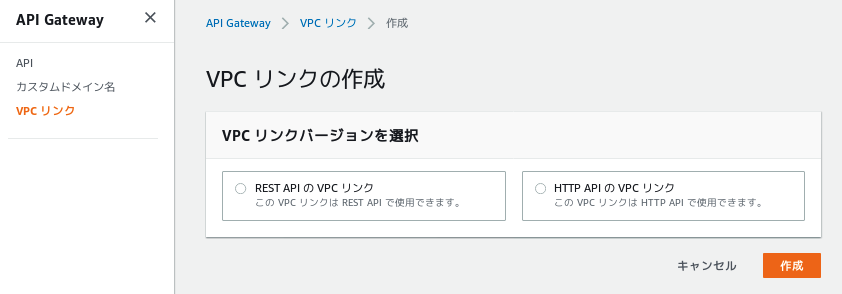 API Gateway
API
カスタムドメイン名
VPC リンク
API Gateway VPC リンク 作成
VPC リンクの作成
VPC リンクバージョンを選択
REST API の VPC リンク
この VPC リンクは REST API で使用できます。
HTTP API の VPC リンク
この VPC リンクは HTTP API で使用できます。
キャンセル 作成